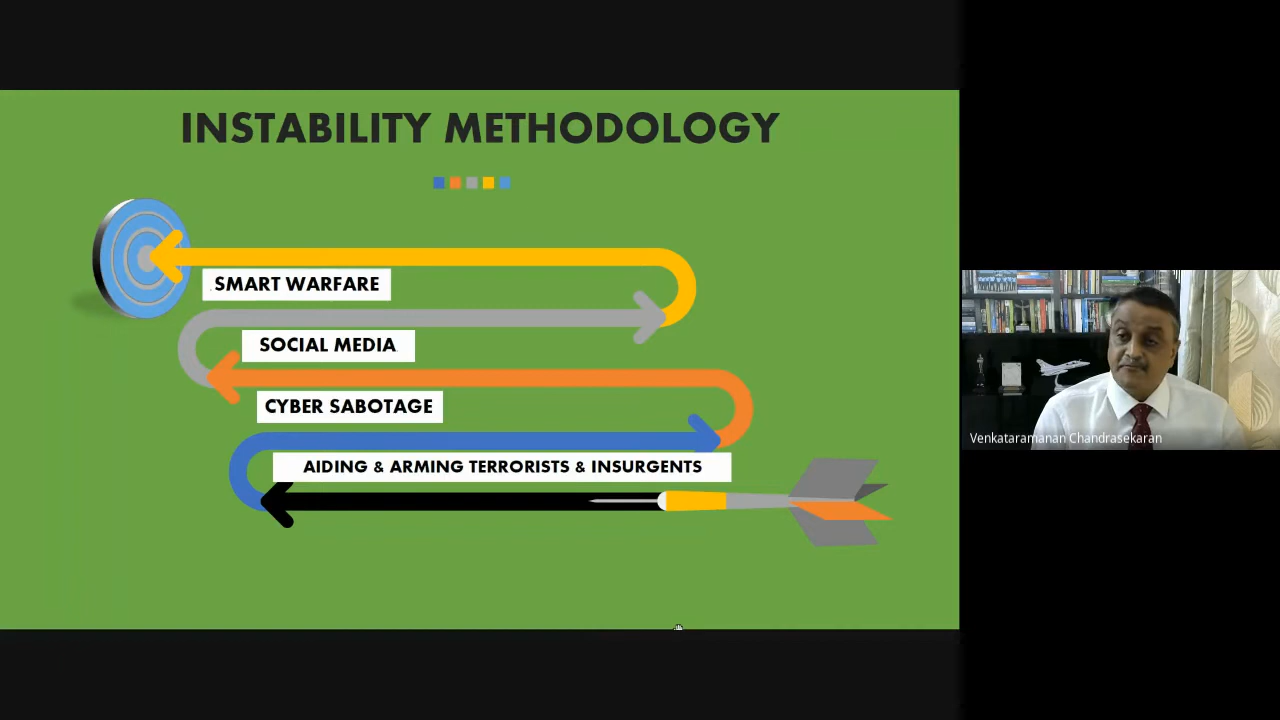 INSTABILITY METHODOLOGY
SMART WARFARE
SOCIAL MEDIA
CYBER SABOTAGE
AIDING & ARMING TERRORISTS & INSURGENTS
Venkataramanan Chandrasekaran